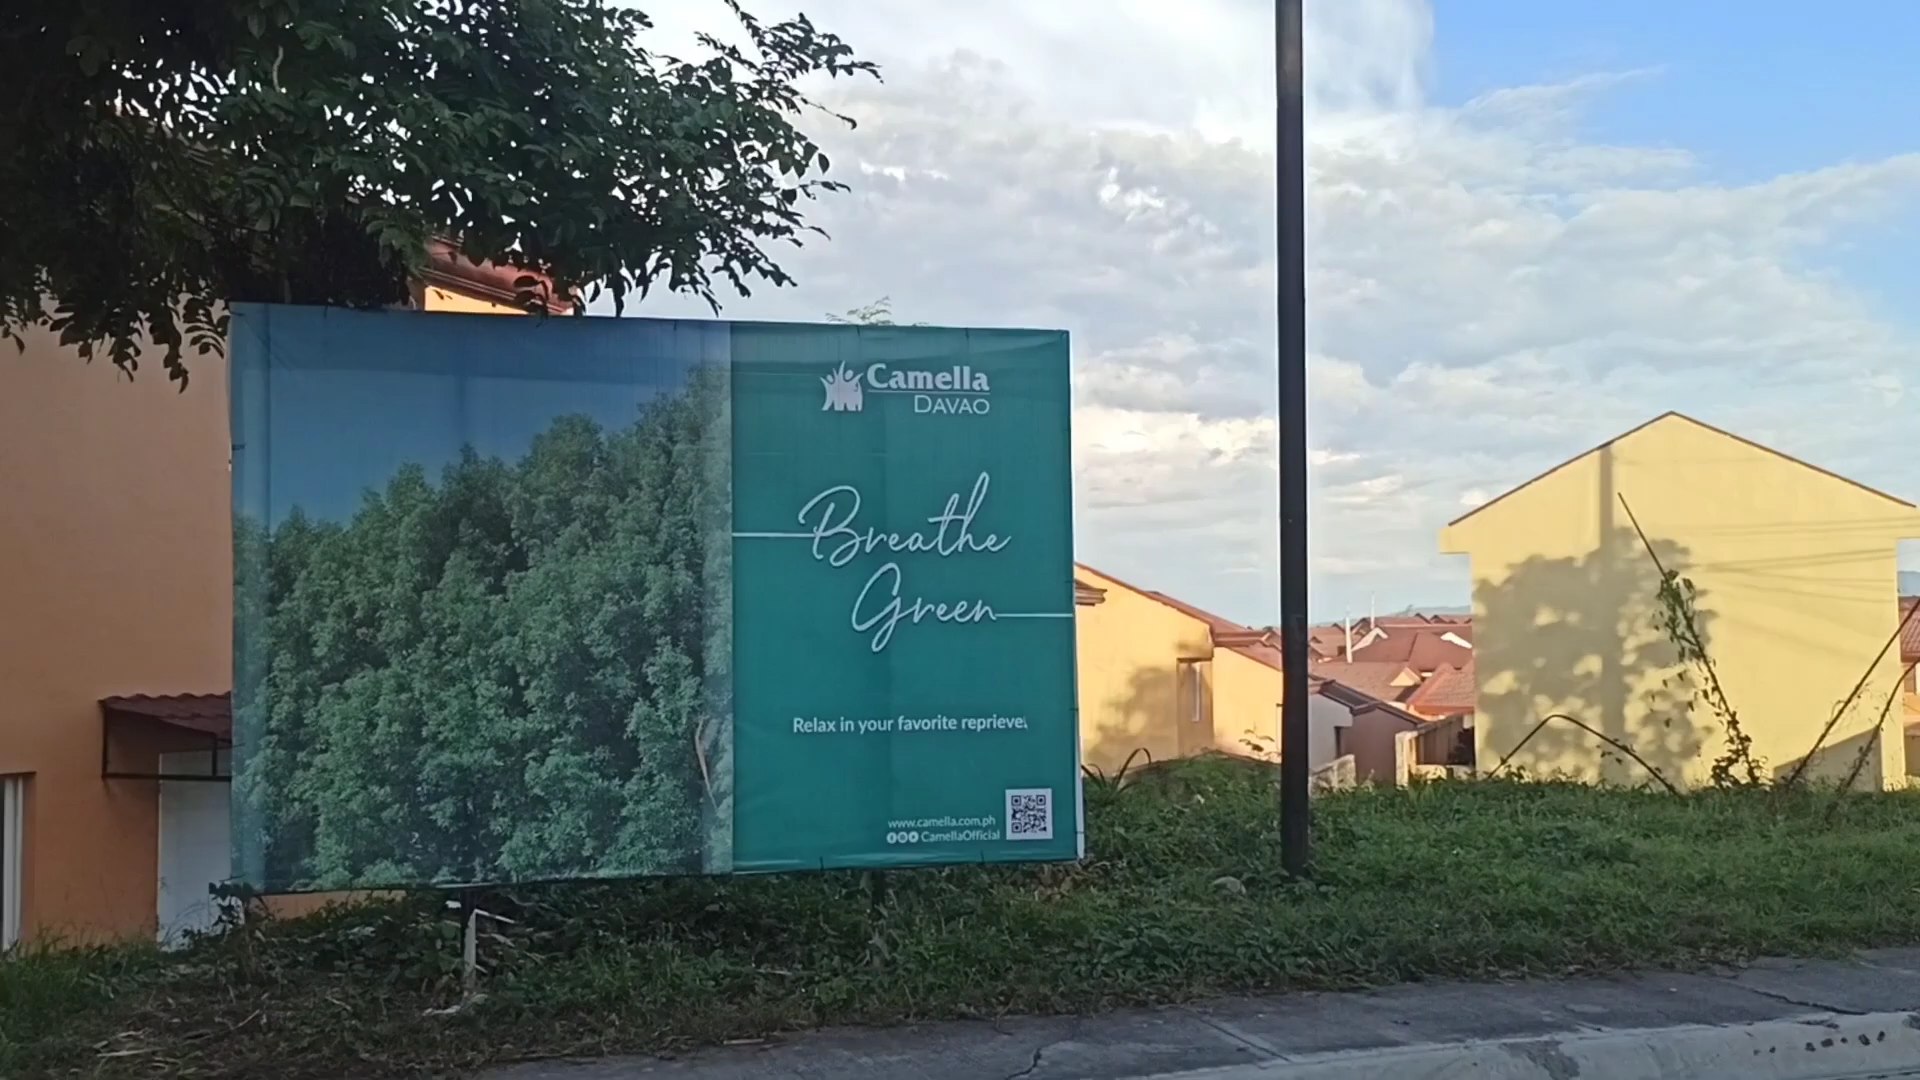 Camella
DAVAO
Breathe
Green
Relax in your favorite reprieve!
www.camella.com.ph
CamellaOfficial